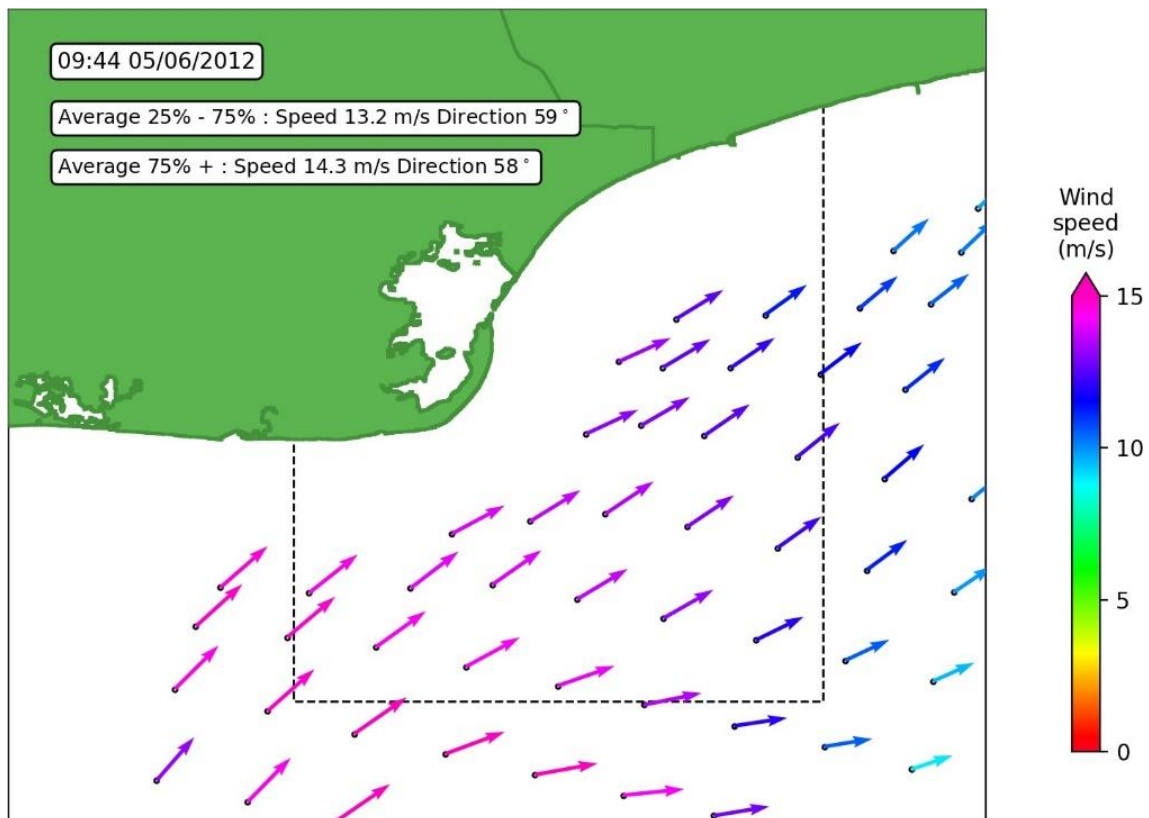 09:44 05/06/2012
Average 25% - 75% : Speed 13.2 m/s Direction 59°
Average 75% + : Speed 14.3 m/s Direction 58°
Wind
speed
(m/s)
15
10
5
0